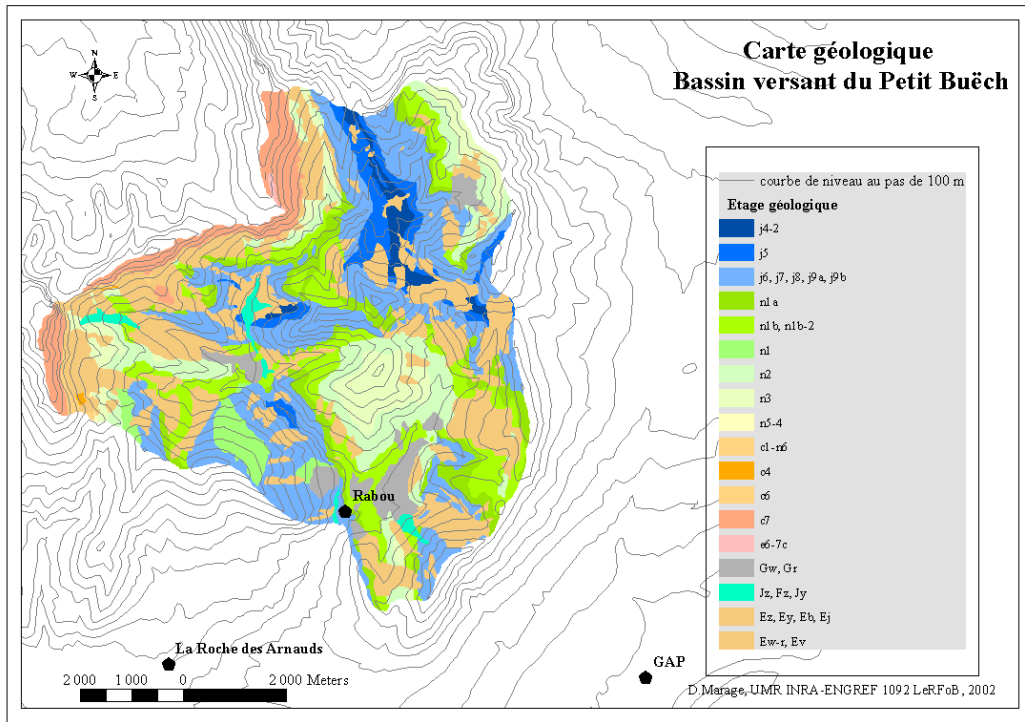 Carte géologique
Bassin versant du Petit Buëch
N
W E
S
courbe de niveau au pas de 100 m
Etage géologique
j4-2
j5
j6, j7, j8, j9a, j9b
n1a
n1b, n1b-2
n1
n2
n3
n5-4
c1-n6
c4
c6
c7
e6-7c
Gw, Gr
Jz, Fz, Jy
Ez, Ey, Eb, Ej
Ew-r, Ev
Rabou
La Roche des Arnauds
GAP
2 000 1 000 0 2 000 Meters
D.Marage, UMR INRA-ENGREF 1092 LeRFoB, 2002